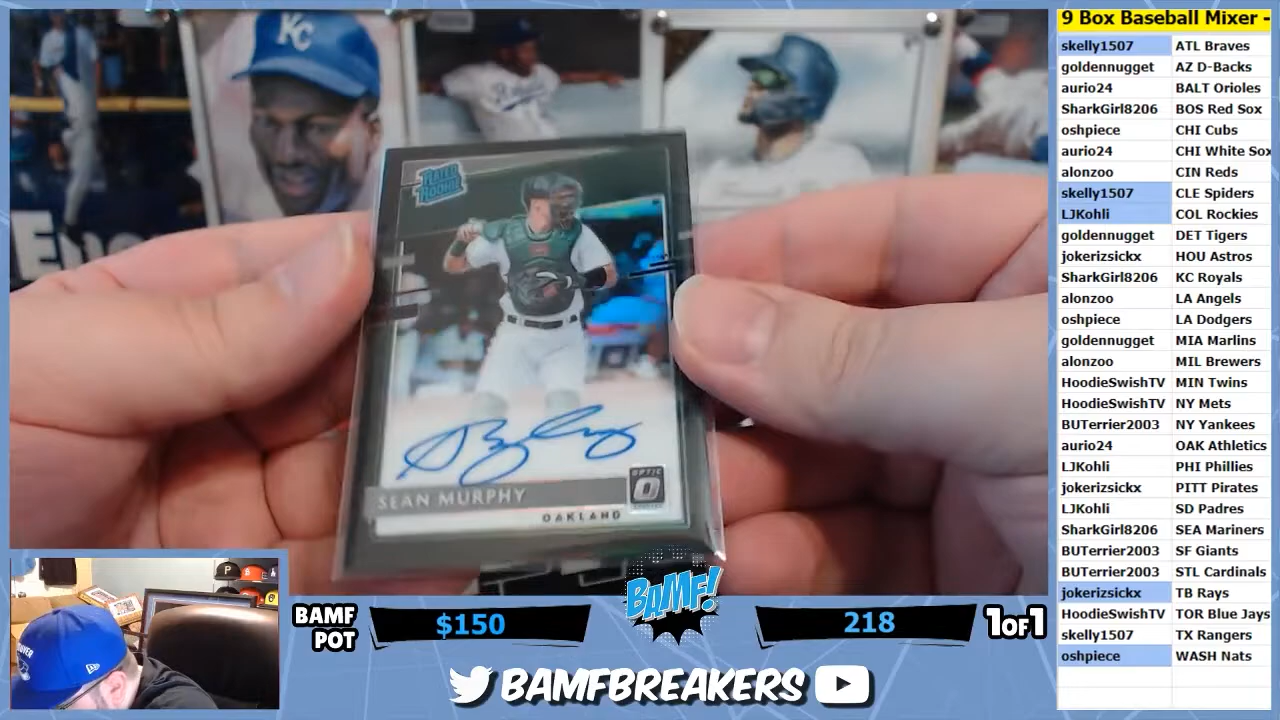 9 Box Baseball Mixer -
skelly1507 ATL Braves
goldennugget AZ D-Backs
aurio24 BALT Orioles
SharkGirl8206 BOS Red Sox
oshpiece CHI Cubs
aurio24 CHI White Sox
alonzoo CIN Reds
skelly1507 CLE Spiders
LJKohli COL Rockies
goldennugget DET Tigers
jokerizsickx HOU Astros
SharkGirl8206 KC Royals
alonzoo LA Angels
oshpiece LA Dodgers
goldennugget MIA Marlins
alonzoo MIL Brewers
HoodieSwishTV MIN Twins
HoodieSwishTV NY Mets
BUTerrier2003 NY Yankees
aurio24 OAK Athletics
LJKohli PHI Phillies
jokerizsickx PITT Pirates
LJKohli SD Padres
SharkGirl8206 SEA Mariners
BUTerrier2003 SF Giants
BUTerrier2003 STL Cardinals
jokerizsickx TB Rays
HoodieSwishTV TOR Blue Jays
skelly1507 TX Rangers
oshpiece WASH Nats
KC
RATED
ROOKIE
OPTIC
SEAN MURPHY
OAKLAND
BAMF
POT
$150
BAMF!
218
1OF1
BAMFBREAKERS